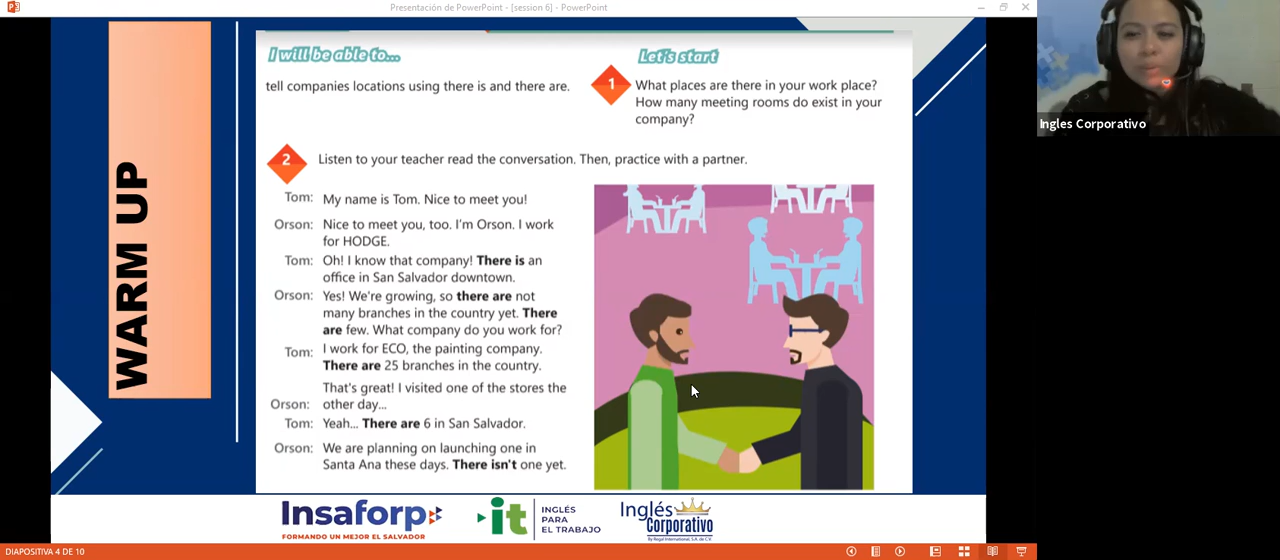 Presentación de PowerPoint - [session 6] - PowerPoint
Ingles Corporativo
WARM UP
I will be able to...
tell companies locations using there is and there are.
Let's start
1
What places are there in your work place?
How many meeting rooms do exist in your
company?
2
Listen to your teacher read the conversation. Then, practice with a partner.
Tom: My name is Tom. Nice to meet you!
Orson: Nice to meet you, too. I'm Orson. I work
for HODGE.
Tom: Oh! I know that company! There is an
office in San Salvador downtown.
Orson: Yes! We're growing, so there are not
many branches in the country yet. There
are few. What company do you work for?
Tom: I work for ECO, the painting company.
There are 25 branches in the country.
That's great! I visited one of the stores the
Orson: other day...
Tom: Yeah... There are 6 in San Salvador.
Orson: We are planning on launching one in
Santa Ana these days. There isn't one yet.
Insaforp
FORMANDO UN MEJOR EL SALVADOR
it
INGLÉS
PARA
EL TRABAJO
Inglés
Corporativo
By Regal International, S.A. de C.V.
DIAPOSITIVA 4 DE 10